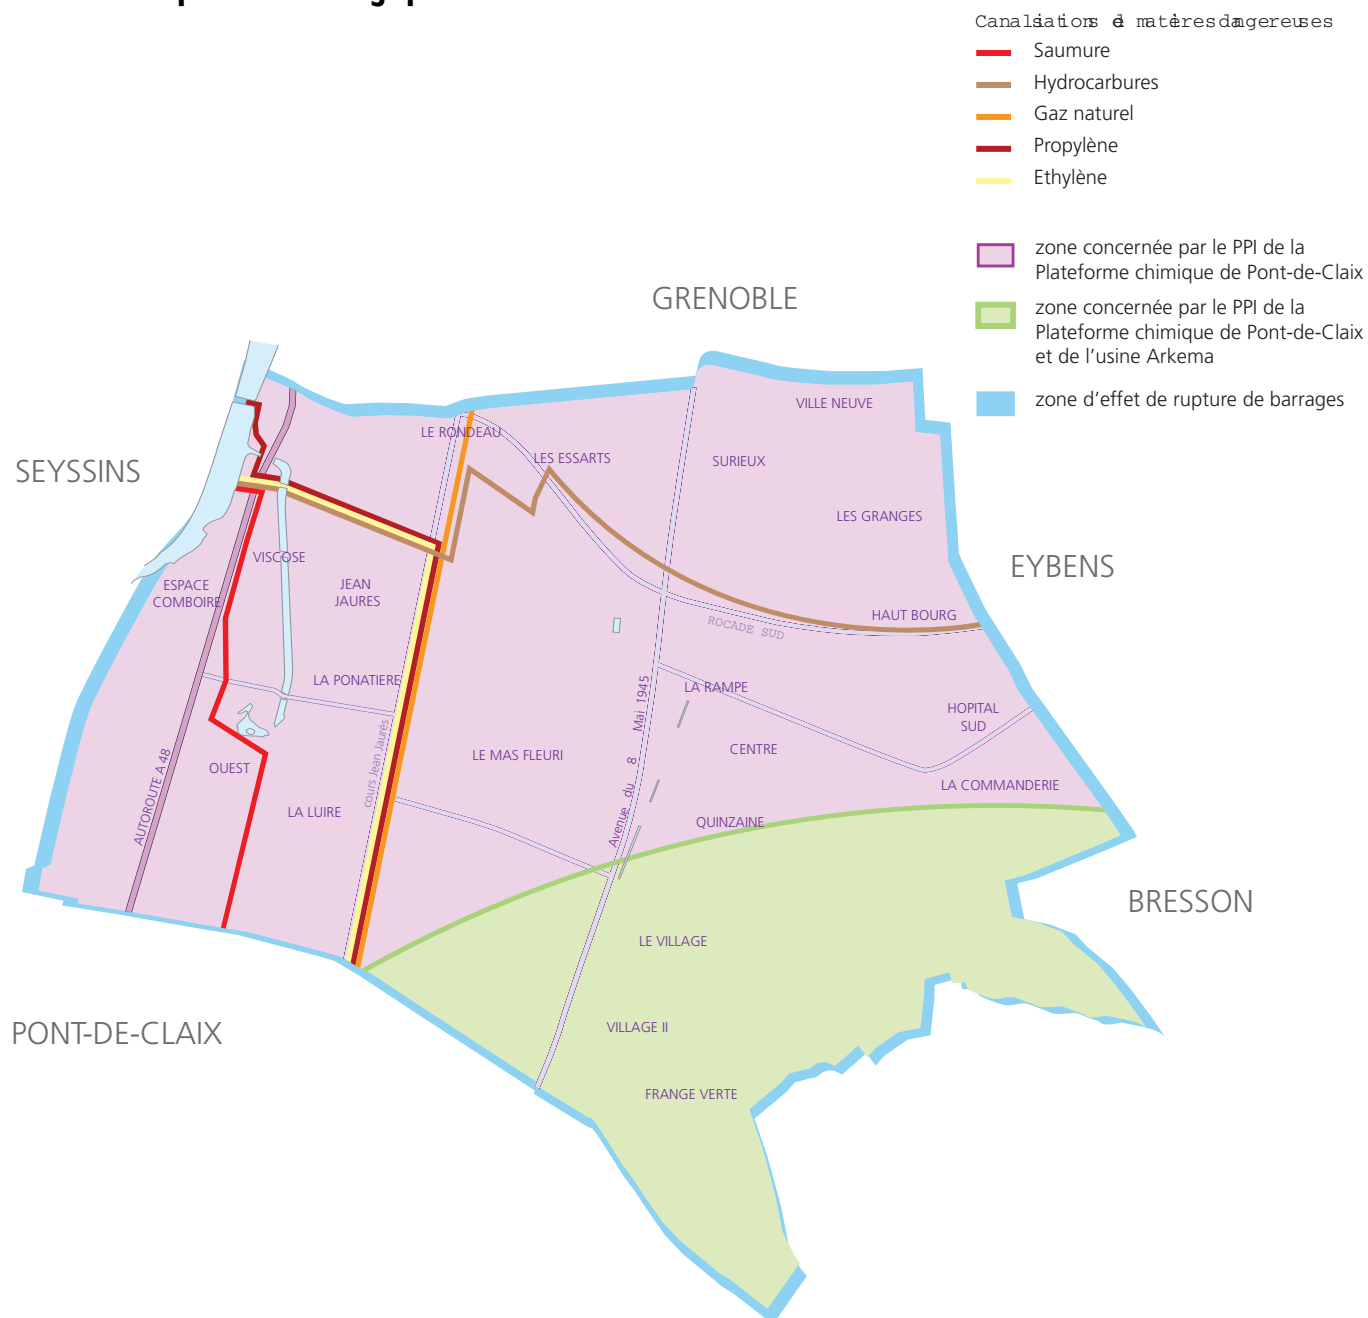 Canalisations de matières dangereuses
Saumure
Hydrocarbures
Gaz naturel
Propylène
Ethylène
zone concernée par le PPI de la
Plateforme chimique de Pont-de-Claix
zone concernée par le PPI de la
Plateforme chimique de Pont-de-Claix
et de l'usine Arkema
zone d'effet de rupture de barrages
GRENOBLE
VILLE NEUVE
LE RONDEAU
LES ESSARTS
SURIEUX
SEYSSINS
LES GRANGES
VISCOSE
EYBENS
ESPACE
COMBOIRE
JEAN
JAURES
HAUT BOURG
ROCADE SUD
LA PONATIERE
LA RAMPE
HOPITAL
SUD
Avenue du 8 Mai 1945
cours Jean Jaurès
LE MAS FLEURI
CENTRE
OUEST
AUTOROUTE A 48
LA COMMANDERIE
LA LUIRE
QUINZAINE
BRESSON
LE VILLAGE
PONT-DE-CLAIX
VILLAGE II
FRANGE VERTE